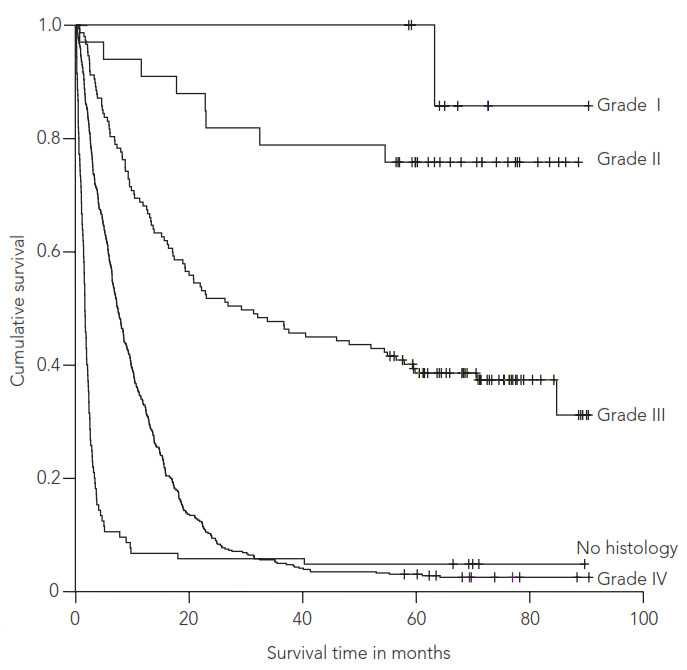 1.0
Grade I
Grade II
0.8
0.6
Cumulative survival
0.4
Grade III
0.2
No histology
Grade IV
0
0 20 40 60 80 100
Survival time in months